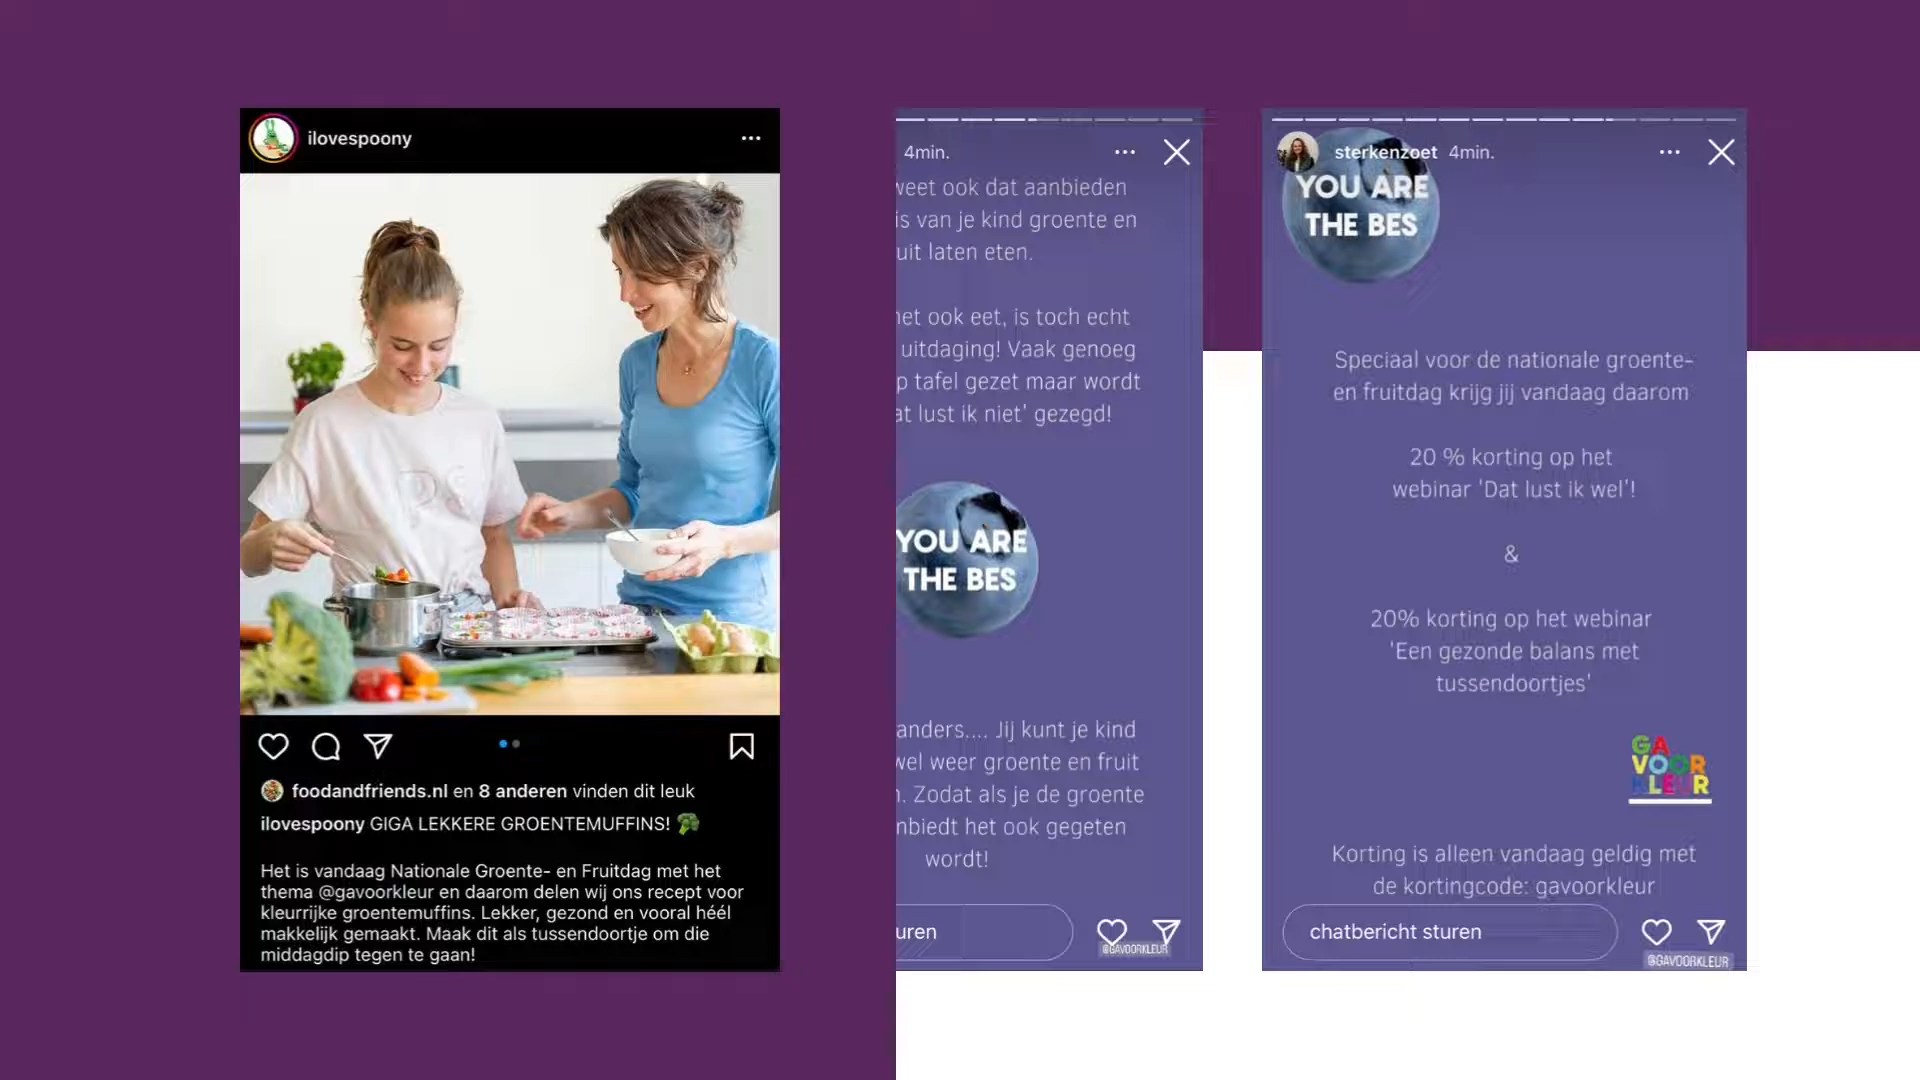 ilovespoony
foodandfriends.nl en 8 anderen vinden dit leuk
ilovespoony GIGA LEKKERE GROENTEMUFFINS!
Het is vandaag Nationale Groente- en Fruitdag met het
thema @gavoorkleur en daarom delen wij ons recept voor
kleurrijke groentemuffins. Lekker, gezond en vooral héél
makkelijk gemaakt. Maak dit als tussendoortje om die
middagdip tegen te gaan!
4min.
weet ook dat aanbieden
is van je kind groente en
uit laten eten.
het ook eet, is toch echt
uitdaging! Vaak genoeg
p tafel gezet maar wordt
at lust ik niet' gezegd!
YOU ARE
THE BES
anders.... Jij kunt je kind
wel weer groente en fruit
n. Zodat als je de groente
nbiedt het ook gegeten
wordt!
uren
@GAVOORKLEUR
sterkenzoet 4min.
YOU ARE
THE BES
Speciaal voor de nationale groente-
en fruitdag krijg jij vandaag daarom
20 % korting op het
webinar 'Dat lust ik wel'!
&
20% korting op het webinar
'Een gezonde balans met
tussendoortjes'
GA
VOOR
KLEUR
Korting is alleen vandaag geldig met
de kortingcode: gavoorkleur
chatbericht sturen
@GAVOORKLEUR